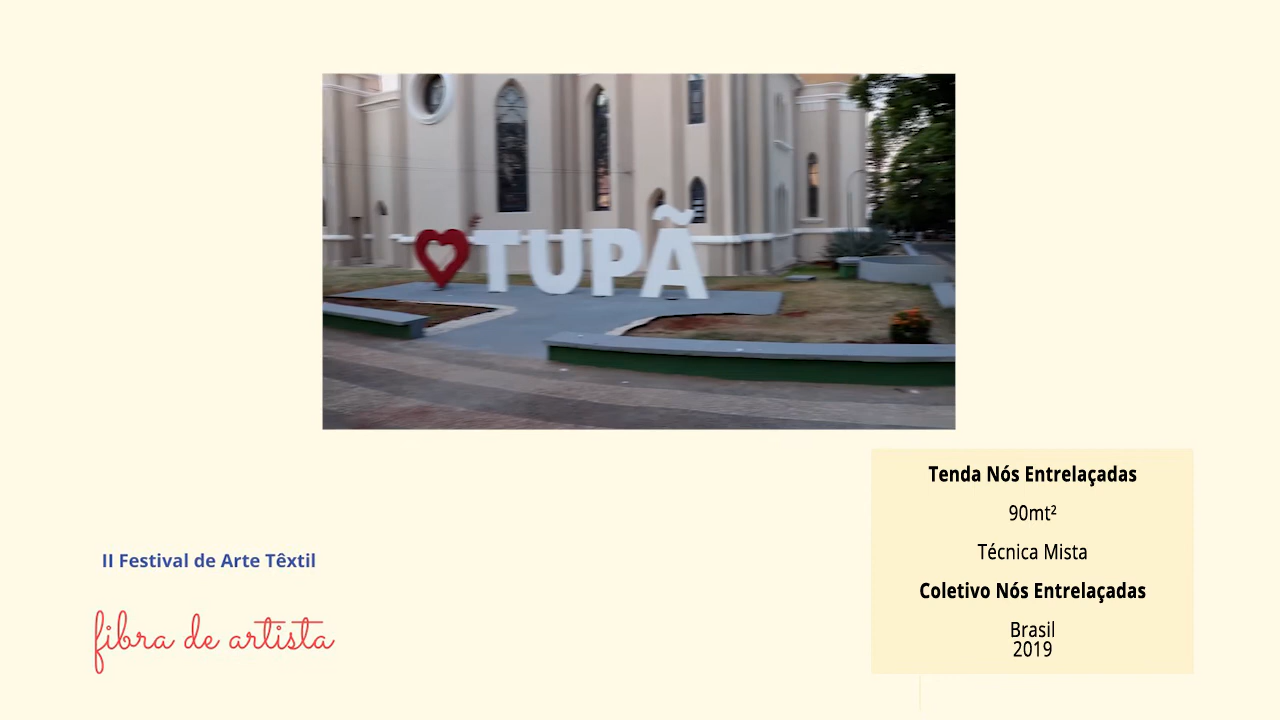 TUPÃ
Tenda Nós Entrelaçadas
90mt²
Técnica Mista
Coletivo Nós Entrelaçadas
Brasil
2019
II Festival de Arte Têxtil
fibra de artista